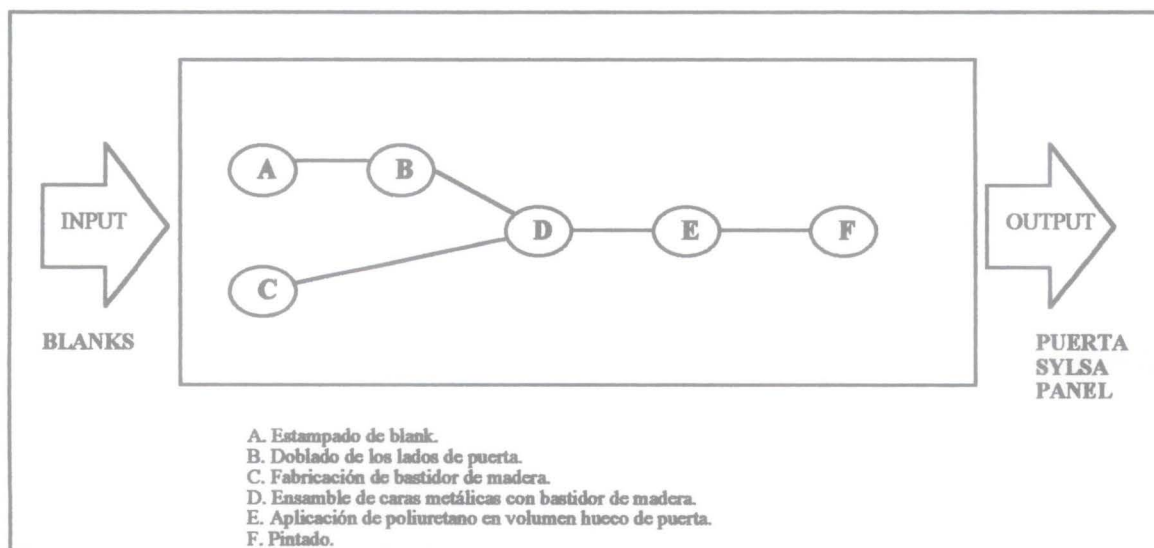 A
B
C
D
E
F
INPUT
BLANKS
OUTPUT
PUERTA
SYLSA
PANEL
A. Estampado de blank.
B. Doblado de los lados de puerta.
C. Fabricación de bastidor de madera.
D. Ensamble de caras metálicas con bastidor de madera.
E. Aplicación de poliuretano en volumen hueco de puerta.
F. Pintado.